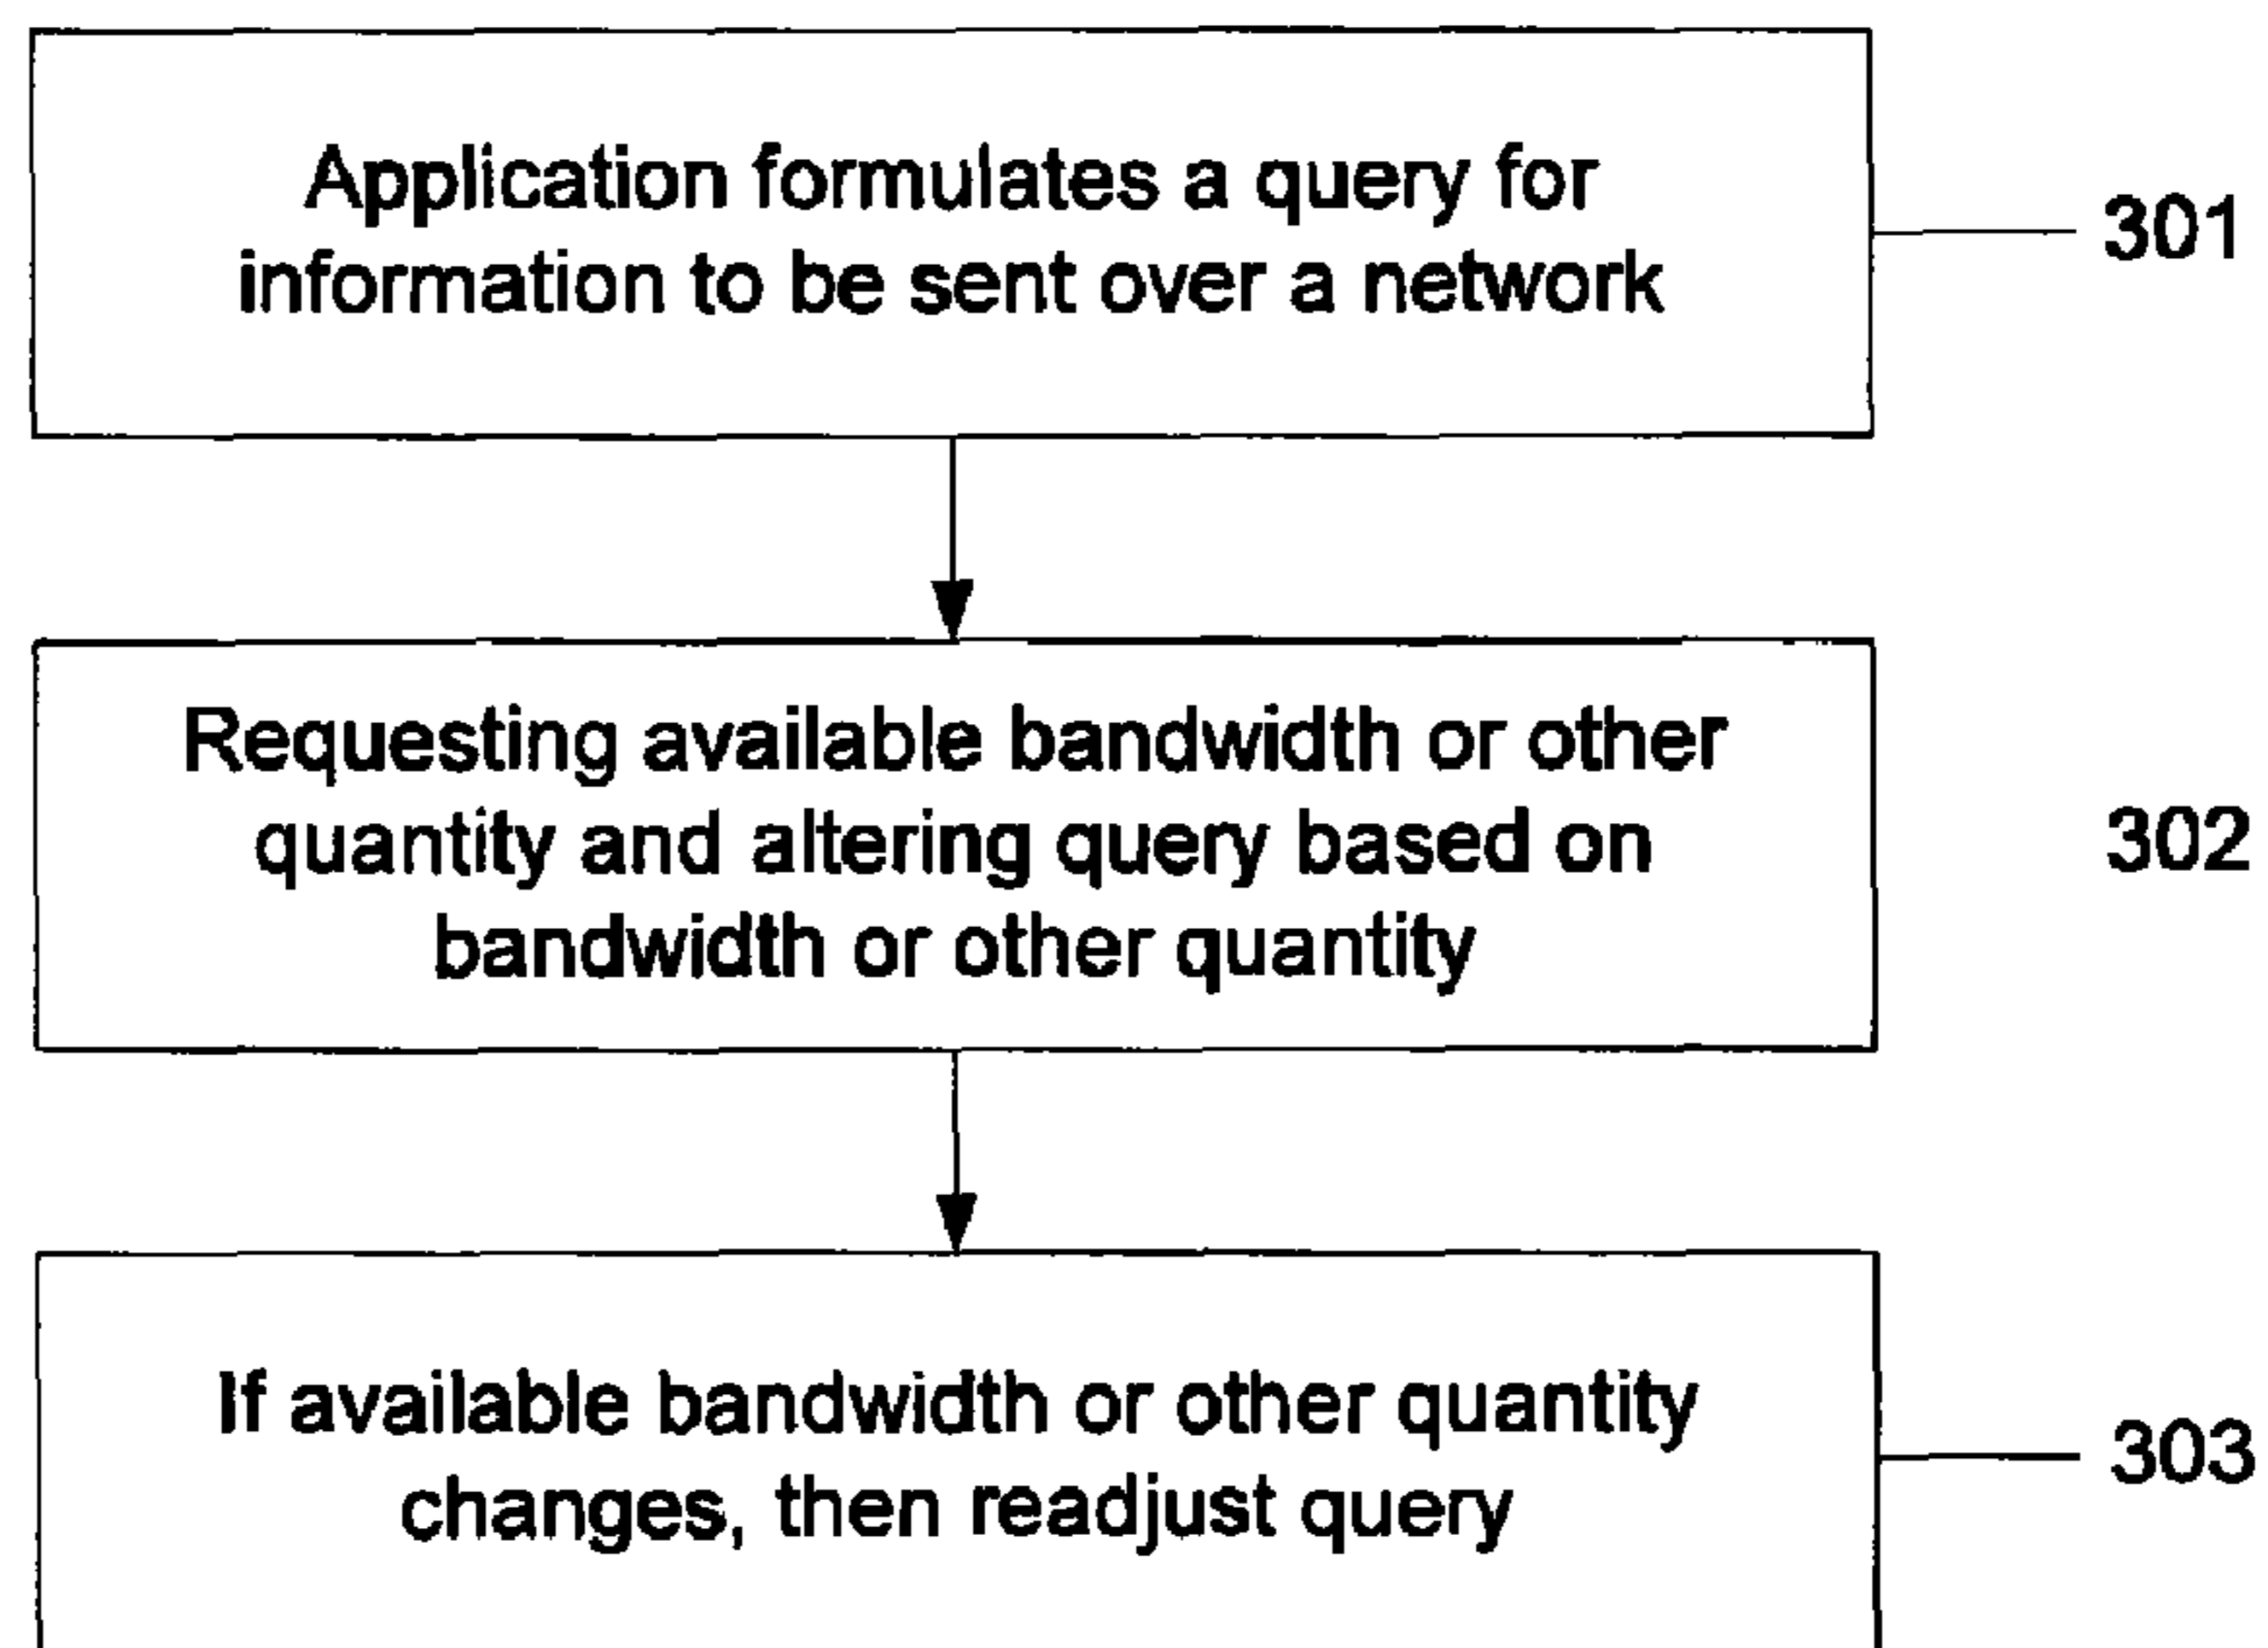 Application formulates a query for
information to be sent over a network
301
Requesting available bandwidth or other
quantity and altering query based on
bandwidth or other quantity
302
If available bandwidth or other quantity
changes, then readjust query
303